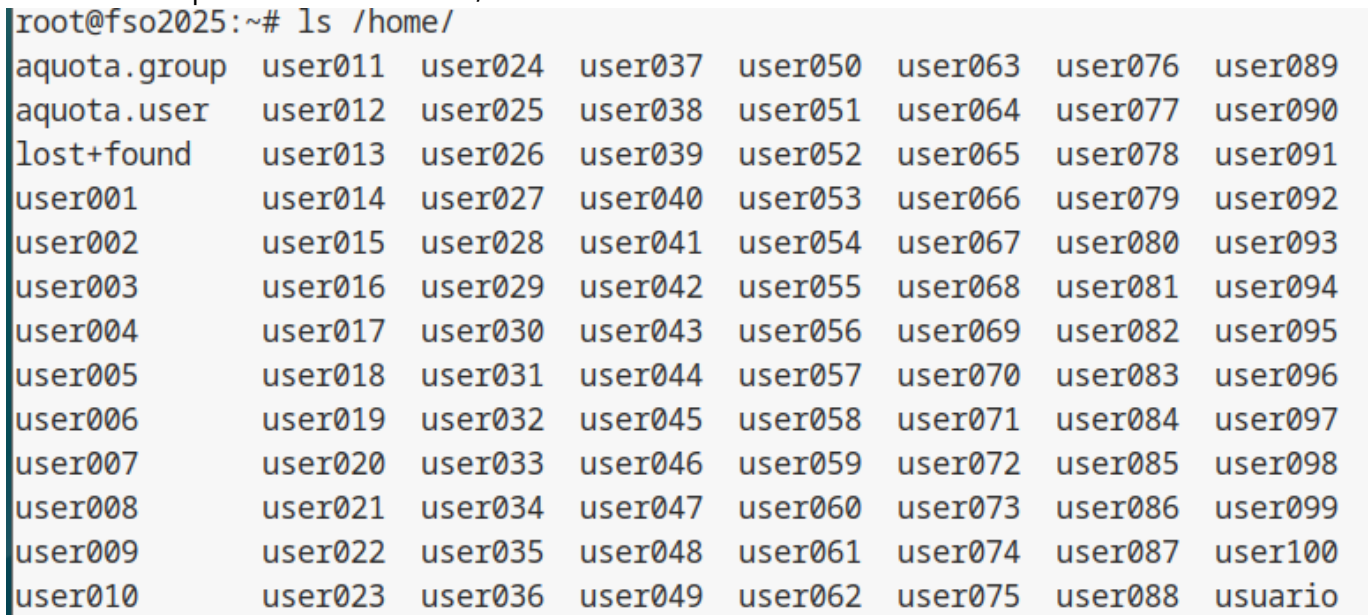 root@fso2025:~# ls /home/
aquota.group  user011  user024  user037  user050  user063  user076  user089
aquota.user   user012  user025  user038  user051  user064  user077  user090
lost+found    user013  user026  user039  user052  user065  user078  user091
user001       user014  user027  user040  user053  user066  user079  user092
user002       user015  user028  user041  user054  user067  user080  user093
user003       user016  user029  user042  user055  user068  user081  user094
user004       user017  user030  user043  user056  user069  user082  user095
user005       user018  user031  user044  user057  user070  user083  user096
user006       user019  user032  user045  user058  user071  user084  user097
user007       user020  user033  user046  user059  user072  user085  user098
user008       user021  user034  user047  user060  user073  user086  user099
user009       user022  user035  user048  user061  user074  user087  user100
user010       user023  user036  user049  user062  user075  user088  usuario